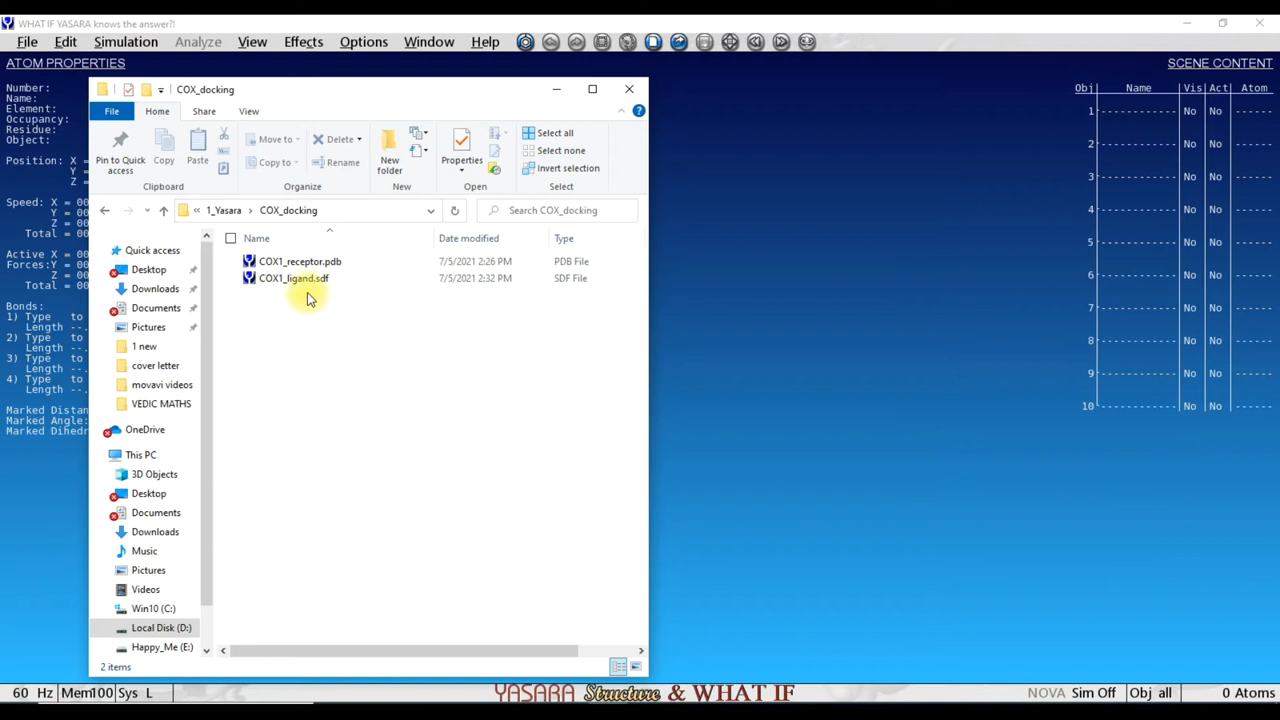 WHAT IF YASARA knows the answer?!
File Edit Simulation Analyze View Effects Options Window Help
ATOM PROPERTIES
SCENE CONTENT
Number:
Name:
Element:
Occupancy:
Residue:
Object:
Position: X =
Y =
Z =
Speed: X = 00
Y = 00
Z = 00
Total = 00
Active X = 00
Forces: Y = 00
Z = 00
Total = 00
Bonds:
1) Type to
Length --.
2) Type to
Length --.
3) Type to
Length --.
4) Type to
Length --.
Marked Distan
Marked Angle:
Marked Dihed
COX_docking
File Home Share View
Pin to Quick access
Copy
Paste
Clipboard
Move to
Copy to
Delete
Rename
Organize
New folder
New
Properties
Open
Select all
Select none
Invert selection
Select
« 1_Yasara > COX_docking
Search COX_docking
Name Date modified Type
COX1_receptor.pdb 7/5/2021 2:26 PM PDB File
COX1_ligand.sdf 7/5/2021 2:32 PM SDF File
Quick access
Desktop
Downloads
Documents
Pictures
1 new
cover letter
movavi videos
VEDIC MATHS
OneDrive
This PC
3D Objects
Desktop
Documents
Downloads
Music
Pictures
Videos
Win10 (C:)
Local Disk (D:)
Happy_Me (E:)
2 items
Obj Name Vis Act Atom
1 ------------ No No ------
2 ------------ No No ------
3 ------------ No No ------
4 ------------ No No ------
5 ------------ No No ------
6 ------------ No No ------
7 ------------ No No ------
8 ------------ No No ------
9 ------------ No No ------
10 ------------ No No ------
60 Hz Mem100 Sys L
YASARA Structure & WHAT IF
NOVA Sim Off Obj all 0 Atoms